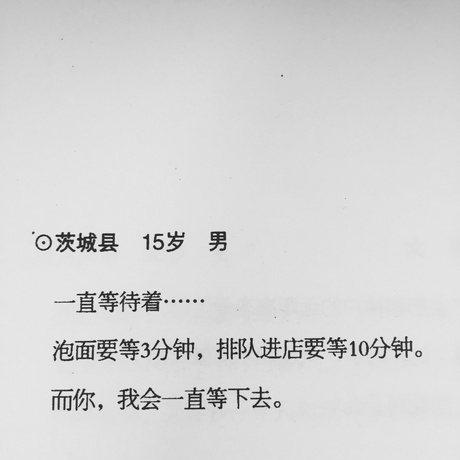 ⊙茨城县 15岁 男
一直等待着……
泡面要等3分钟，排队进店要等10分钟。
而你，我会一直等下去。